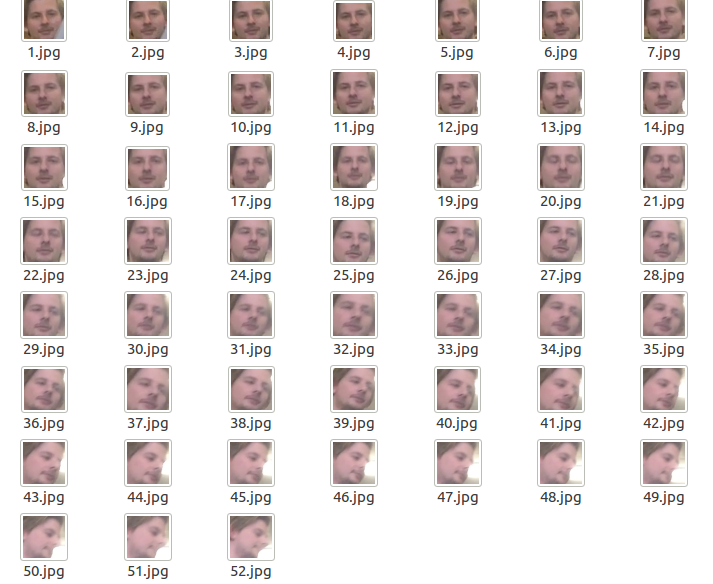 1.jpg 2.jpg 3.jpg 4.jpg 5.jpg 6.jpg 7.jpg
8.jpg 9.jpg 10.jpg 11.jpg 12.jpg 13.jpg 14.jpg
15.jpg 16.jpg 17.jpg 18.jpg 19.jpg 20.jpg 21.jpg
22.jpg 23.jpg 24.jpg 25.jpg 26.jpg 27.jpg 28.jpg
29.jpg 30.jpg 31.jpg 32.jpg 33.jpg 34.jpg 35.jpg
36.jpg 37.jpg 38.jpg 39.jpg 40.jpg 41.jpg 42.jpg
43.jpg 44.jpg 45.jpg 46.jpg 47.jpg 48.jpg 49.jpg
50.jpg 51.jpg 52.jpg